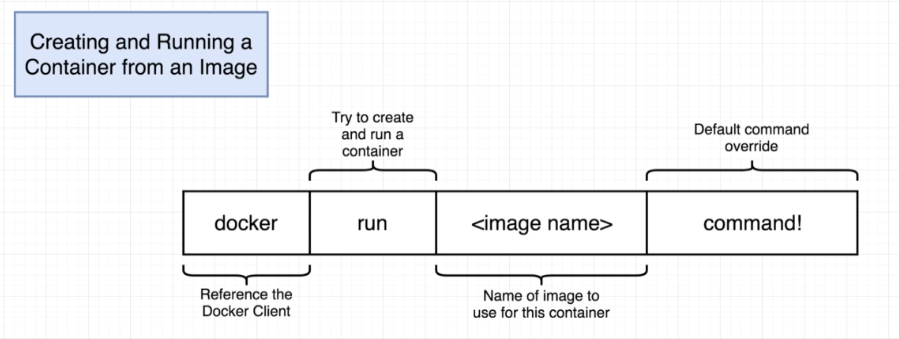 Creating and Running a
Container from an Image
Try to create
and run a
container
Default command
override
docker
run
<image name>
command!
Reference the
Docker Client
Name of image to
use for this container